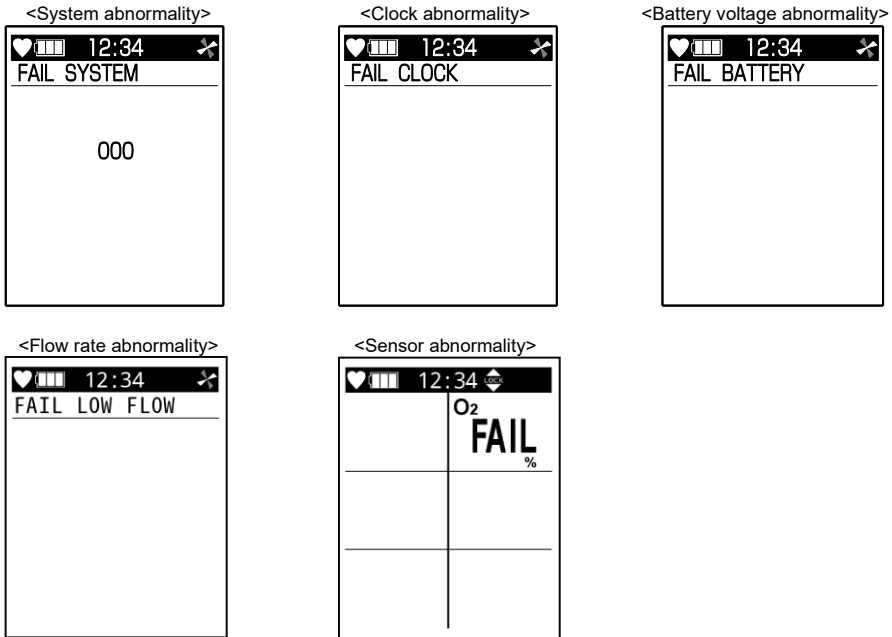 <System abnormality>
12:34
FAIL SYSTEM
000
<Clock abnormality>
12:34
FAIL CLOCK
<Battery voltage abnormality>
12:34
FAIL BATTERY
<Flow rate abnormality>
12:34
FAIL LOW FLOW
<Sensor abnormality>
12:34 LOCK
O2
FAIL
%